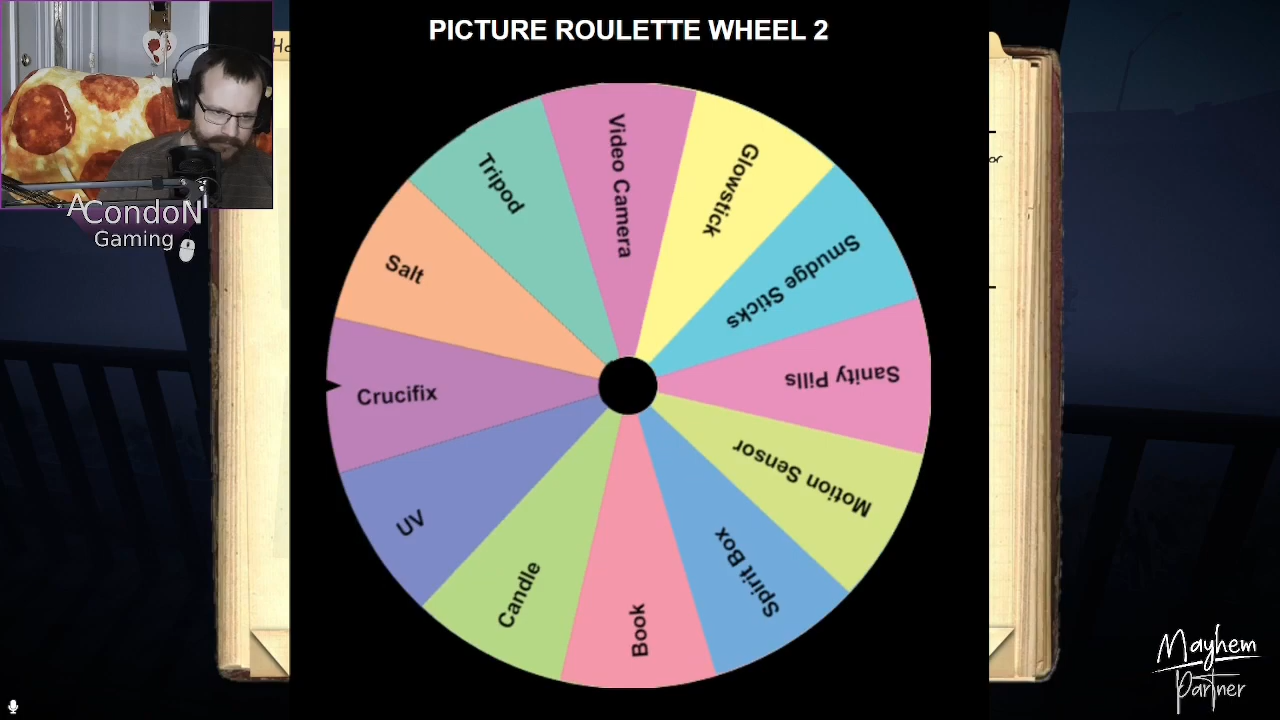 PICTURE ROULETTE WHEEL 2
Video Camera
Glowstick
Smudge Sticks
Sanity Pills
Motion Sensor
Spirit Box
Book
Candle
UV
Crucifix
Salt
Tripod
ACondoN
Gaming
Mayhem
Partner